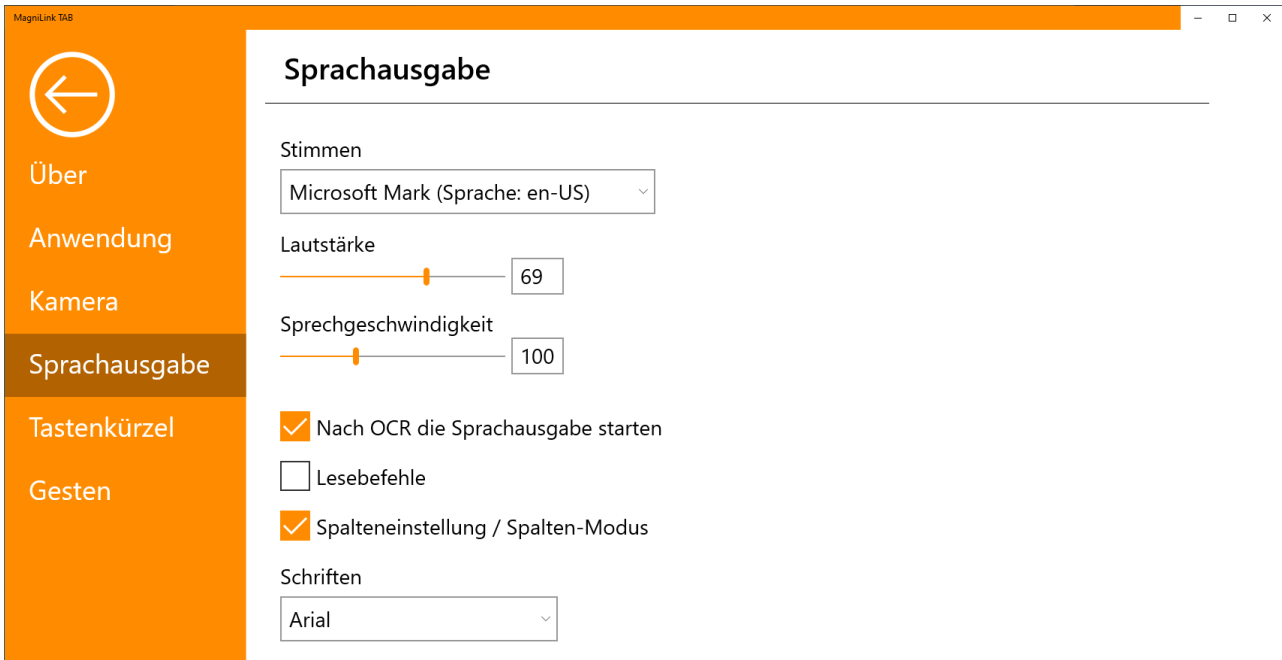 MagniLink TAB
Über
Anwendung
Kamera
Sprachausgabe
Tastenkürzel
Gesten
Sprachausgabe
Stimmen
Microsoft Mark (Sprache: en-US)
Lautstärke
69
Sprechgeschwindigkeit
100
Nach OCR die Sprachausgabe starten
Lesebefehle
Spalteneinstellung / Spalten-Modus
Schriften
Arial